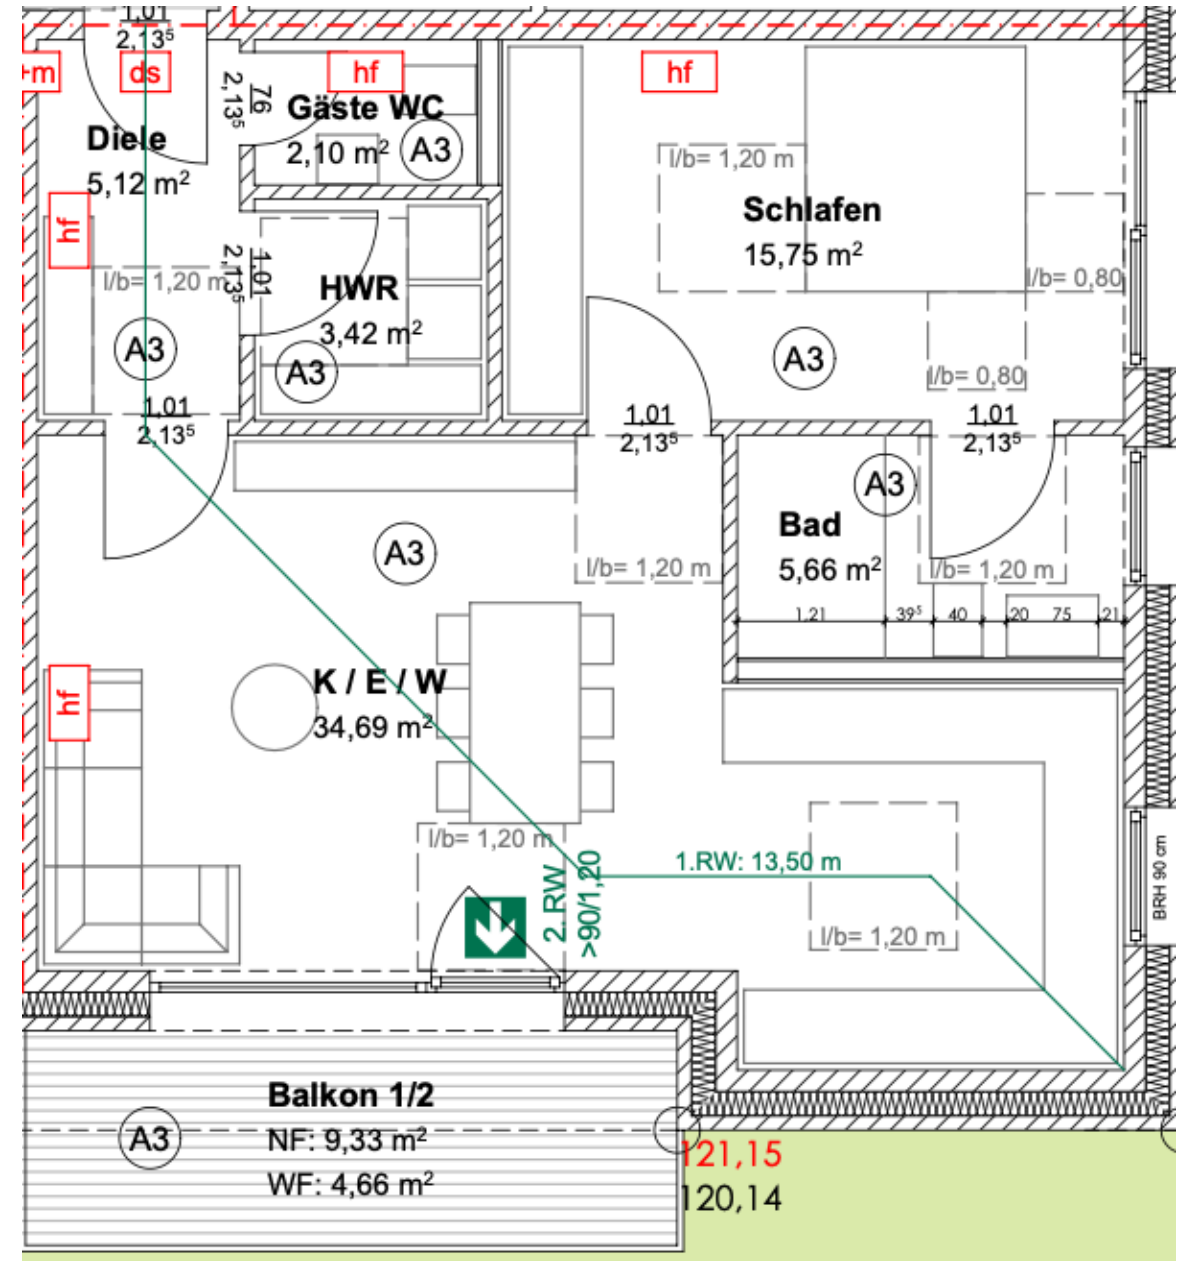 1,01
2,13⁵
+m
ds
hf
hf
76
2,13⁵
Gäste WC
2,10 m²
A3
Diele
5,12 m²
l/b= 1,20 m
Schlafen
15,75 m²
hf
1,01
2,13⁵
l/b= 1,20 m
HWR
3,42 m²
l/b= 0,80
A3
A3
A3
l/b= 0,80
1,01
2,13⁵
1,01
2,13⁵
1,01
2,13⁵
A3
A3
Bad
5,66 m²
l/b= 1,20 m
l/b= 1,20 m
1,21
39⁵
40
20
75
21
hf
K / E / W
34,69 m²
l/b= 1,20 m
2. RW
>90/1,20
1.RW: 13,50 m
BRH 90 cm
l/b= 1,20 m
Balkon 1/2
A3
NF: 9,33 m²
WF: 4,66 m²
121,15
120,14